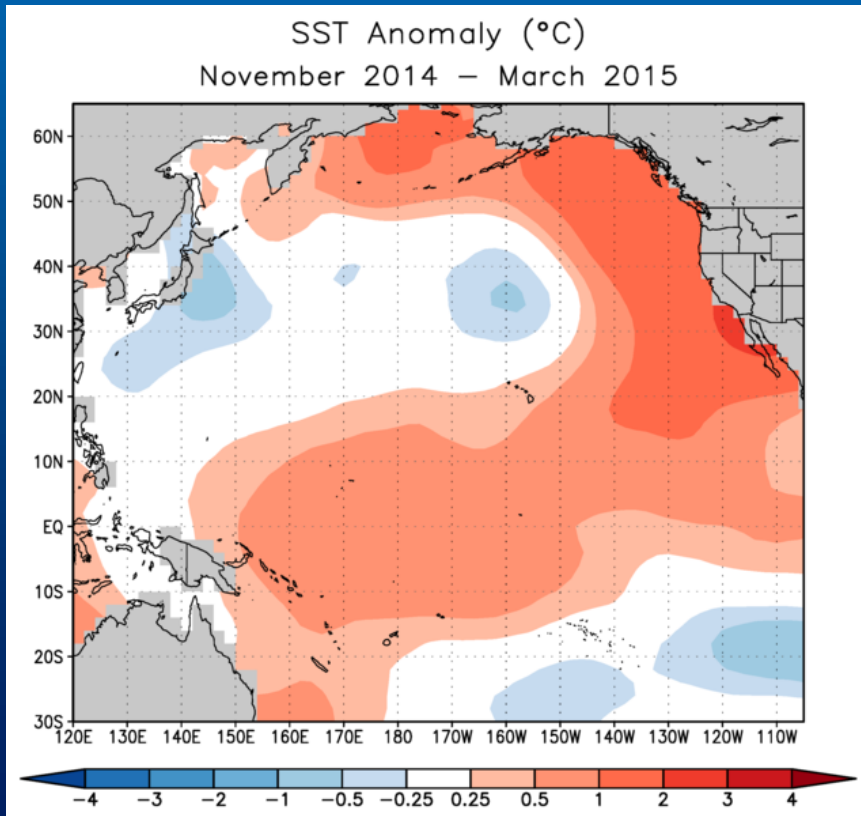 SST Anomaly (°C)
November 2014 – March 2015
60N
50N
40N
30N
20N
10N
EQ
10S
20S
30S
120E 130E 140E 150E 160E 170E 180 170W 160W 150W 140W 130W 120W 110W
−4 −3 −2 −1 −0.5 −0.25 0.25 0.5 1 2 3 4